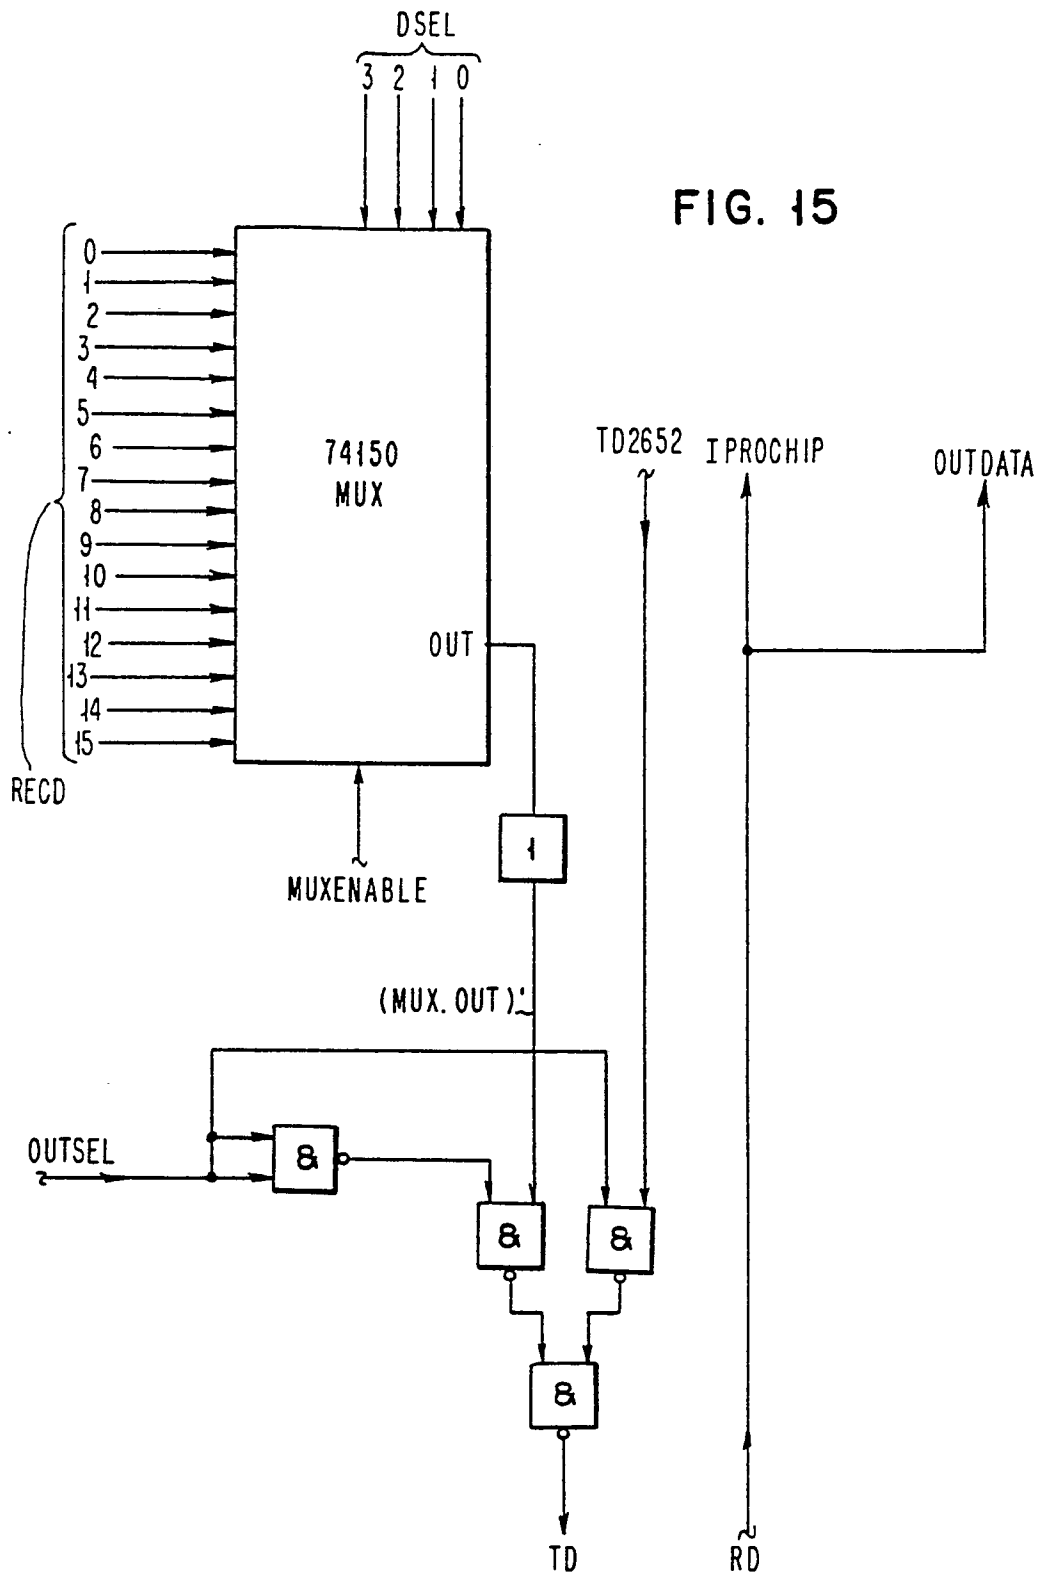 DSEL
3 2 1 0
FIG. 15
0
1
2
3
4
5
6
7
8
9
10
11
12
13
14
15
RECD
74150
MUX
OUT
MUXENABLE
TD2652
IPROCHIP
OUTDATA
1
(MUX.OUT)'
OUTSEL
&
&
&
&
TD
RD